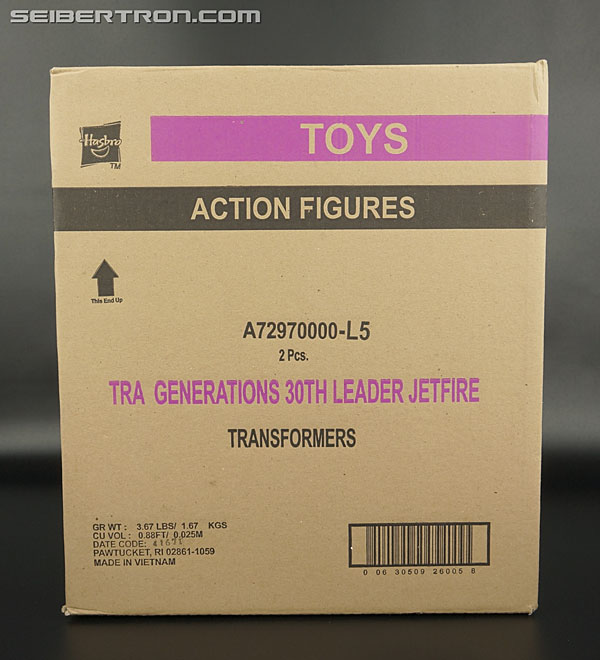 SEIBERTRON.com
Hasbro
TM
TOYS
ACTION FIGURES
This End Up
A72970000-L5
2 Pcs.
TRA GENERATIONS 30TH LEADER JETFIRE
TRANSFORMERS
GR WT : 3.67 LBS/ 1.67 KGS
CU VOL : 0.88FT/ 0.025M
DATE CODE:
PAWTUCKET, RI 02861-1059
MADE IN VIETNAM
0 06 30509 26005 8